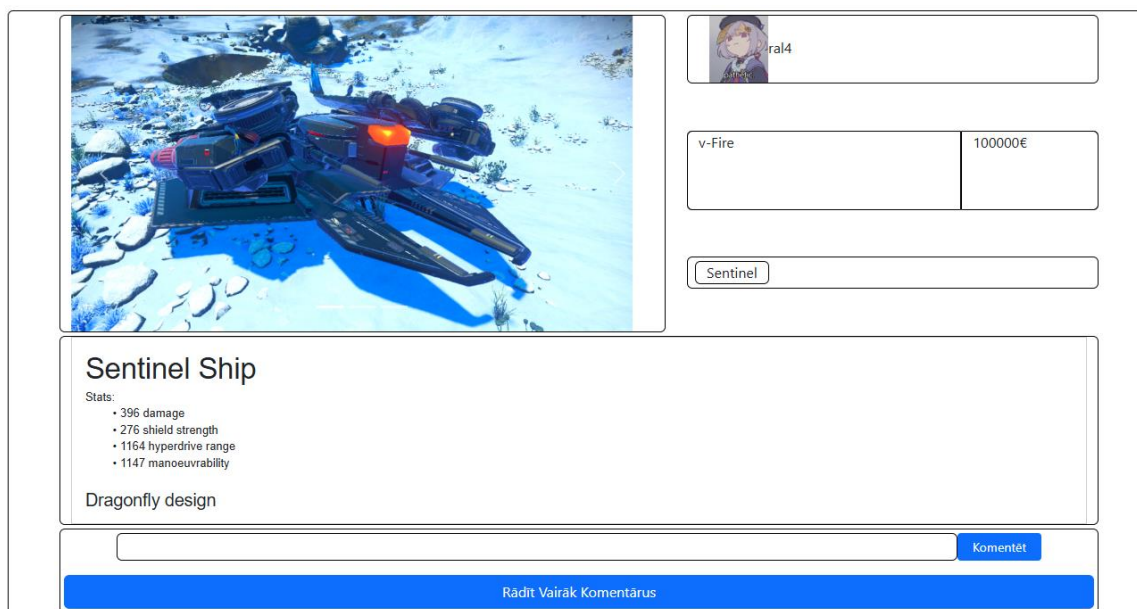 pathetic
ral4
v-Fire
100000€
Sentinel
Sentinel Ship
Stats:
• 396 damage
• 276 shield strength
• 1164 hyperdrive range
• 1147 manoeuvrability
Dragonfly design
Komentēt
Rādīt Vairāk Komentārus